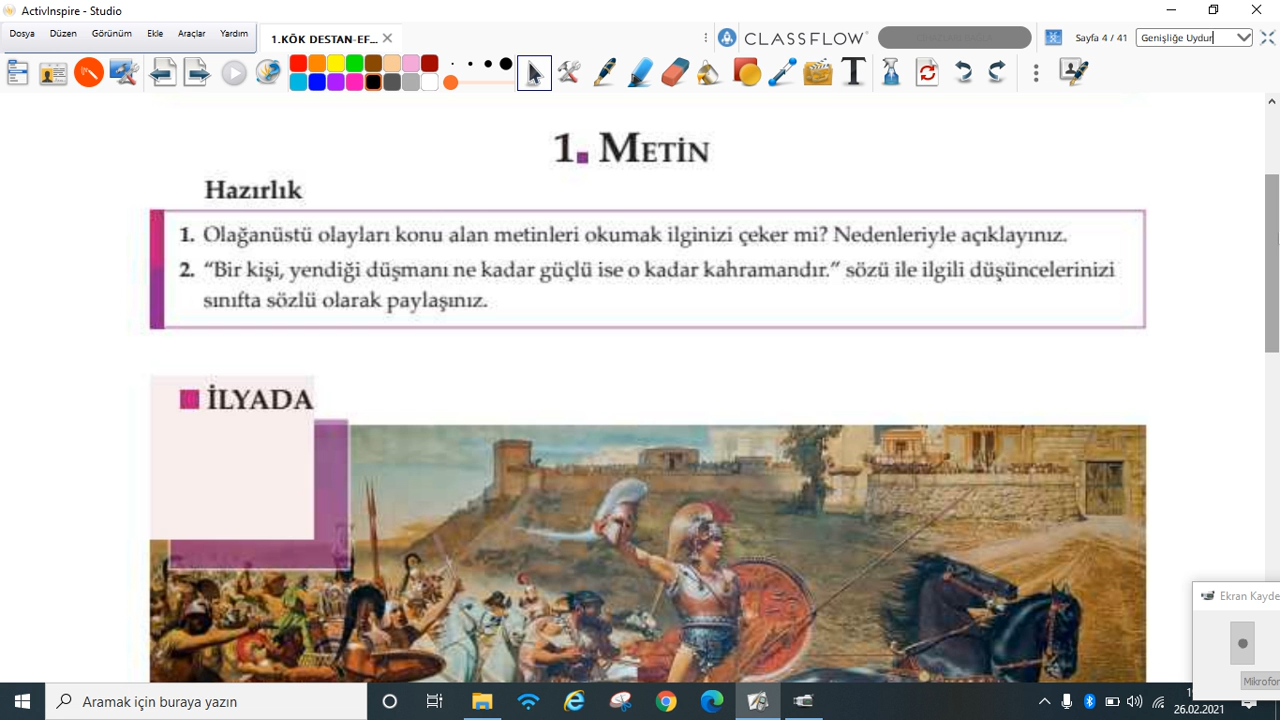 ActivInspire - Studio
Dosya Düzen Görünüm Ekle Araçlar Yardım
1.KÖK DESTAN-EF...
CLASSFLOW
Sayfa 4 / 41
Genişliğe Uydur
1. METİN
Hazırlık
1. Olağanüstü olayları konu alan metinleri okumak ilginizi çeker mi? Nedenleriyle açıklayınız.
2. “Bir kişi, yendiği düşmanı ne kadar güçlü ise o kadar kahramandır.” sözü ile ilgili düşüncelerinizi
sınıfta sözlü olarak paylaşınız.
İLYADA
Ekran Kayde
Mikrofon
Aramak için buraya yazın
26.02.2021